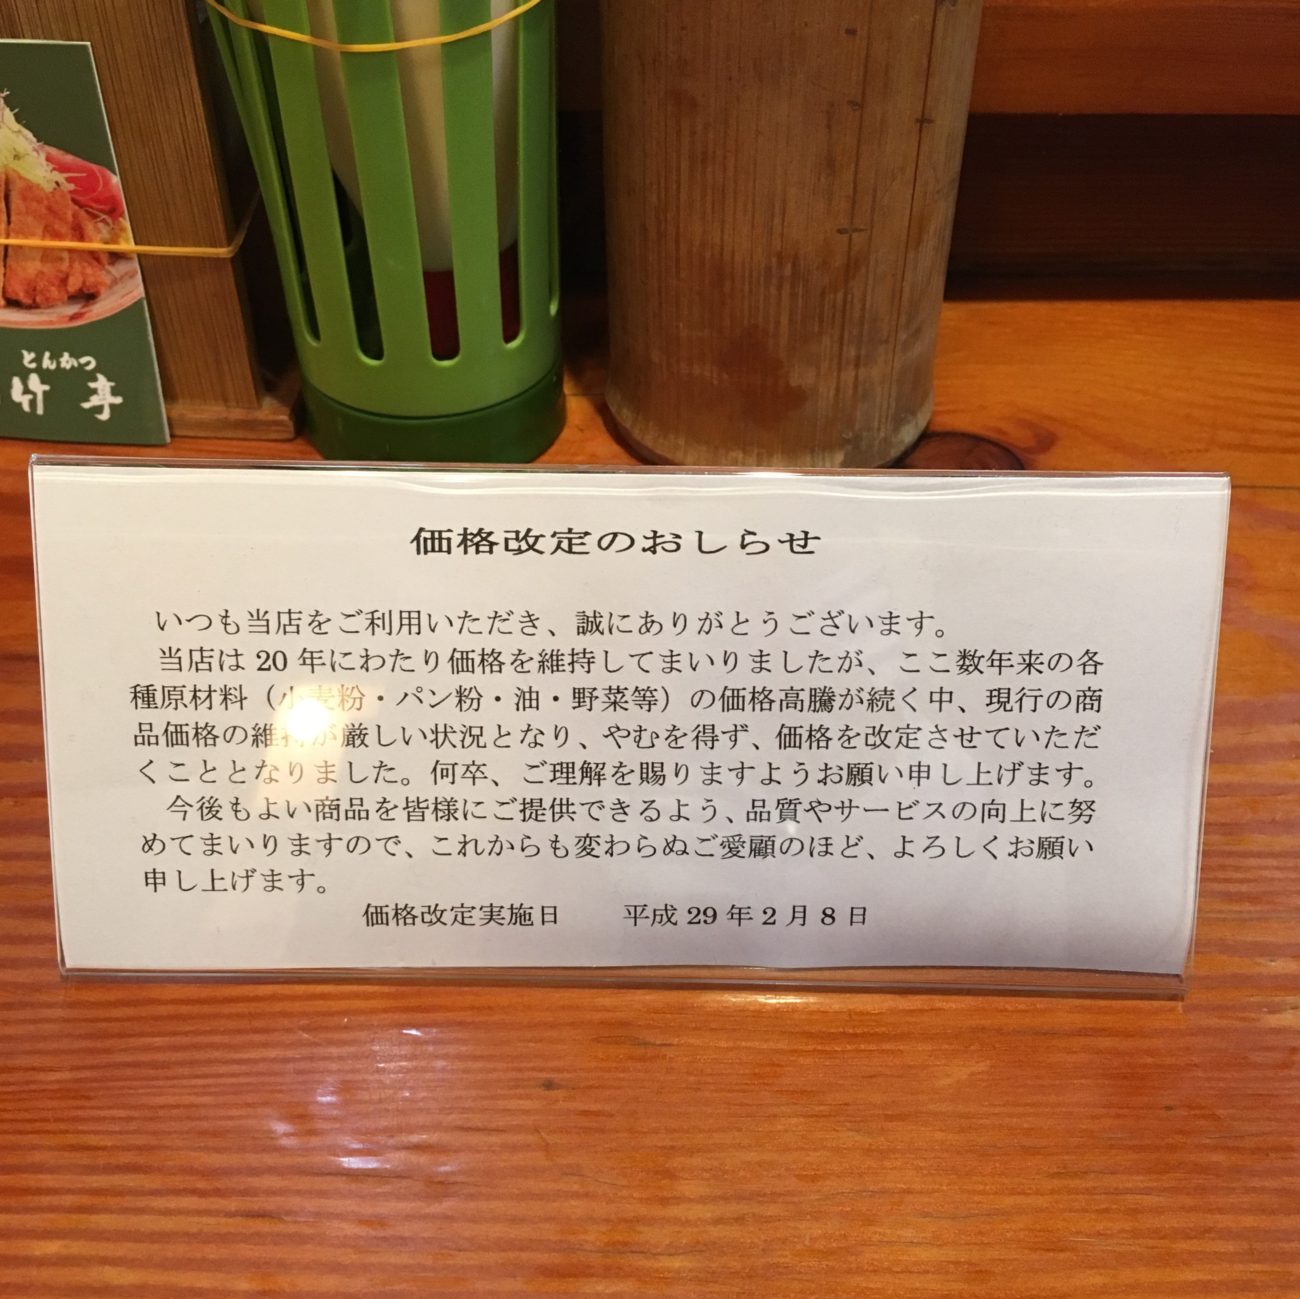 とんかつ
竹亭
価格改定のおしらせ
いつも当店をご利用いただき、誠にありがとうございます。
当店は 20 年にわたり価格を維持してまいりましたが、ここ数年来の各
種原材料（小麦粉・パン粉・油・野菜等）の価格高騰が続く中、現行の商
品価格の維持が厳しい状況となり、やむを得ず、価格を改定させていただ
くこととなりました。何卒、ご理解を賜りますようお願い申し上げます。
今後もよい商品を皆様にご提供できるよう、品質やサービスの向上に努
めてまいりますので、これからも変わらぬご愛顧のほど、よろしくお願い
申し上げます。
価格改定実施日　　平成 29 年 2 月 8 日